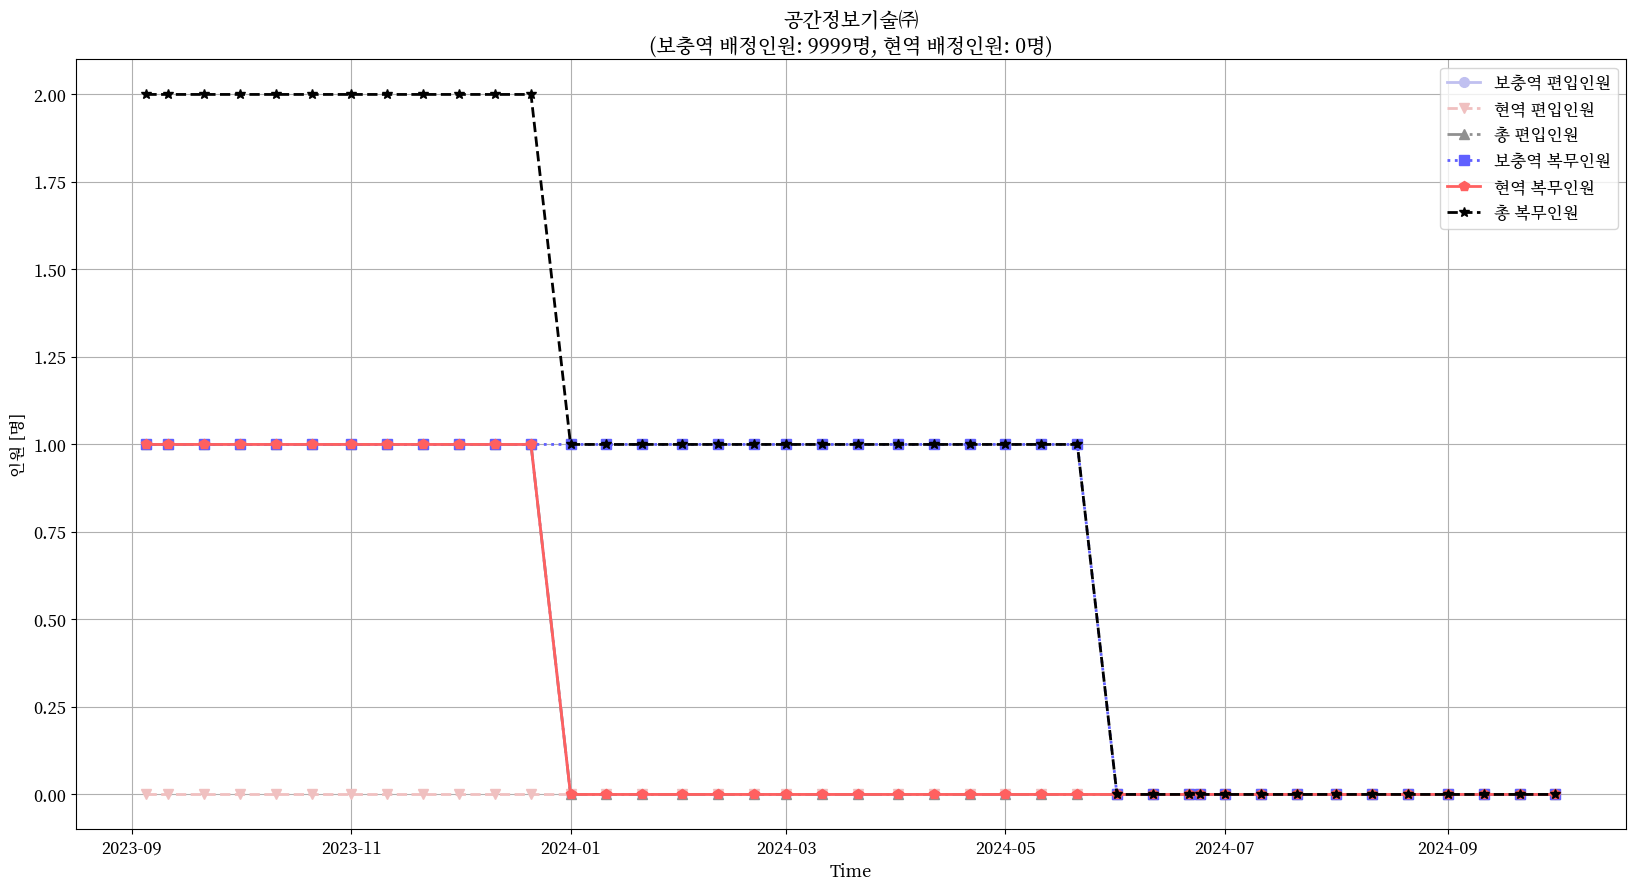 공간정보기술㈜
(보충역 배정인원: 9999명, 현역 배정인원: 0명)
보충역 편입인원
현역 편입인원
총 편입인원
보충역 복무인원
현역 복무인원
총 복무인원
인원 [명]
2.00
1.75
1.50
1.25
1.00
0.75
0.50
0.25
0.00
2023-09
2023-11
2024-01
2024-03
2024-05
2024-07
2024-09
Time